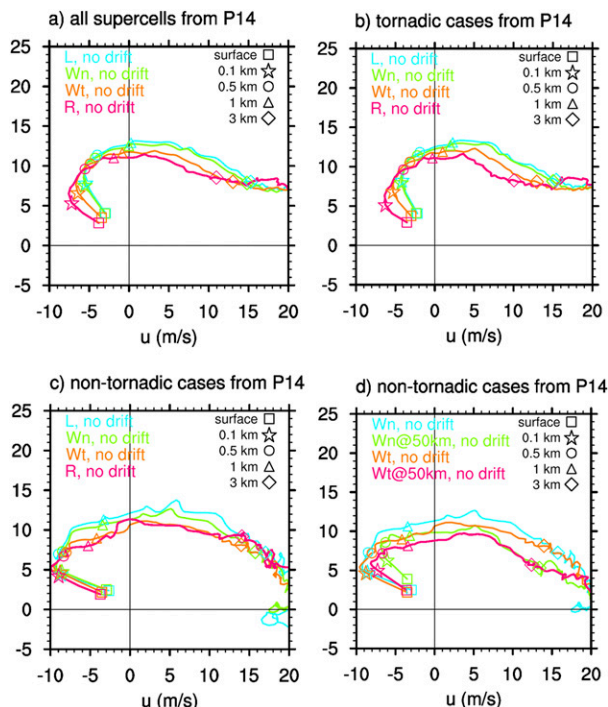 a) all supercells from P14
25
20
15
10
5
0
-5
L, no drift
Wn, no drift
Wt, no drift
R, no drift
surface
0.1 km
0.5 km
1 km
3 km
-10 -5 0 5 10 15 20
u (m/s)
b) tornadic cases from P14
25
20
15
10
5
0
-5
L, no drift
Wn, no drift
Wt, no drift
R, no drift
surface
0.1 km
0.5 km
1 km
3 km
-10 -5 0 5 10 15 20
u (m/s)
c) non-tornadic cases from P14
25
20
15
10
5
0
-5
L, no drift
Wn, no drift
Wt, no drift
R, no drift
surface
0.1 km
0.5 km
1 km
3 km
-10 -5 0 5 10 15 20
u (m/s)
d) non-tornadic cases from P14
25
20
15
10
5
0
-5
Wn, no drift
Wn@50km, no drift
Wt, no drift
Wt@50km, no drift
surface
0.1 km
0.5 km
1 km
3 km
-10 -5 0 5 10 15 20
u (m/s)